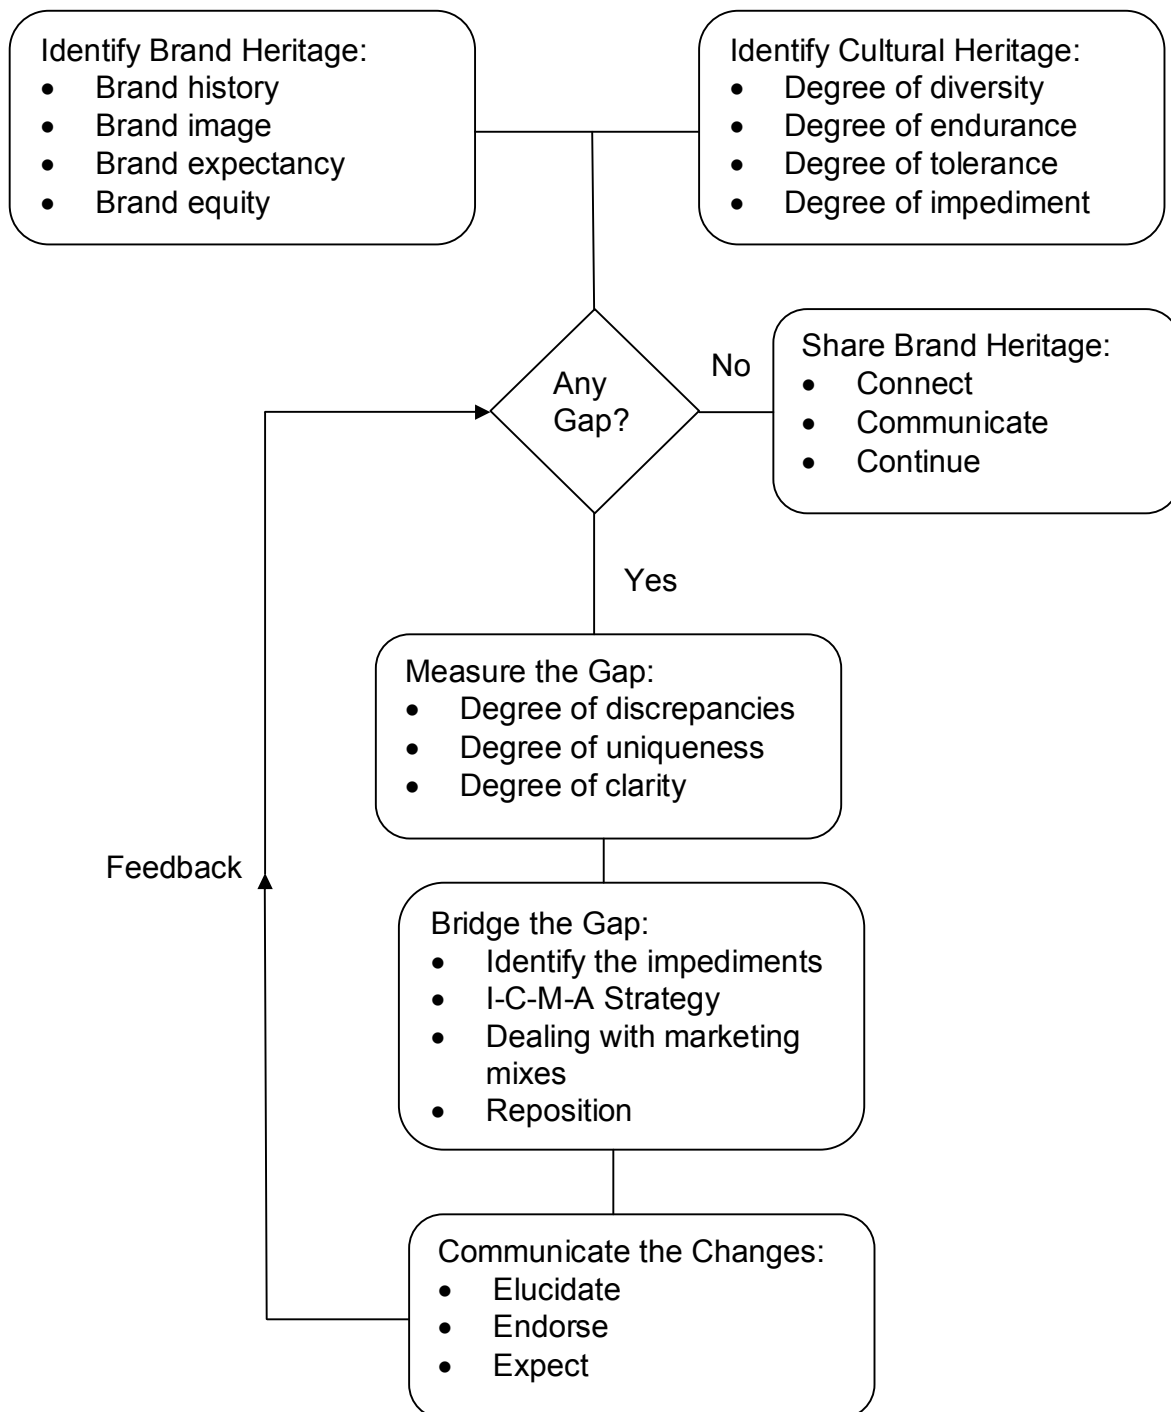 Identify Brand Heritage:
• Brand history
• Brand image
• Brand expectancy
• Brand equity
Identify Cultural Heritage:
• Degree of diversity
• Degree of endurance
• Degree of tolerance
• Degree of impediment
Any
Gap?
No
Share Brand Heritage:
• Connect
• Communicate
• Continue
Yes
Measure the Gap:
• Degree of discrepancies
• Degree of uniqueness
• Degree of clarity
Feedback
Bridge the Gap:
• Identify the impediments
• I-C-M-A Strategy
• Dealing with marketing
mixes
• Reposition
Communicate the Changes:
• Elucidate
• Endorse
• Expect